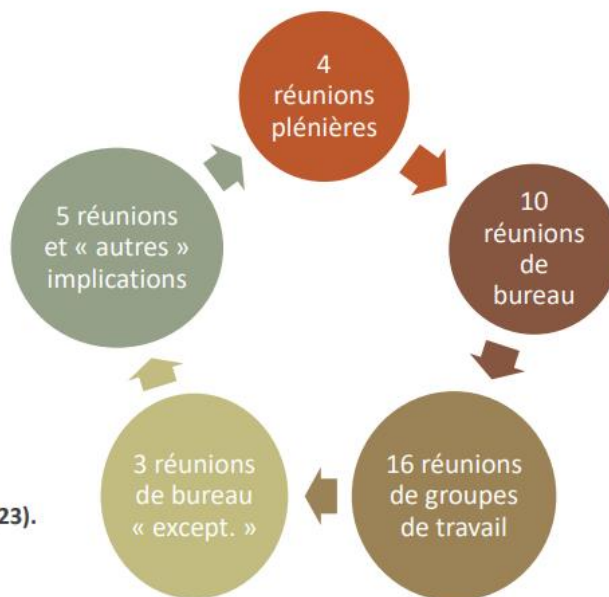 4
réunions
plénières
10
réunions
de
bureau
16 réunions
de groupes
de travail
3 réunions
de bureau
« except. »
5 réunions
et « autres »
implications
23).